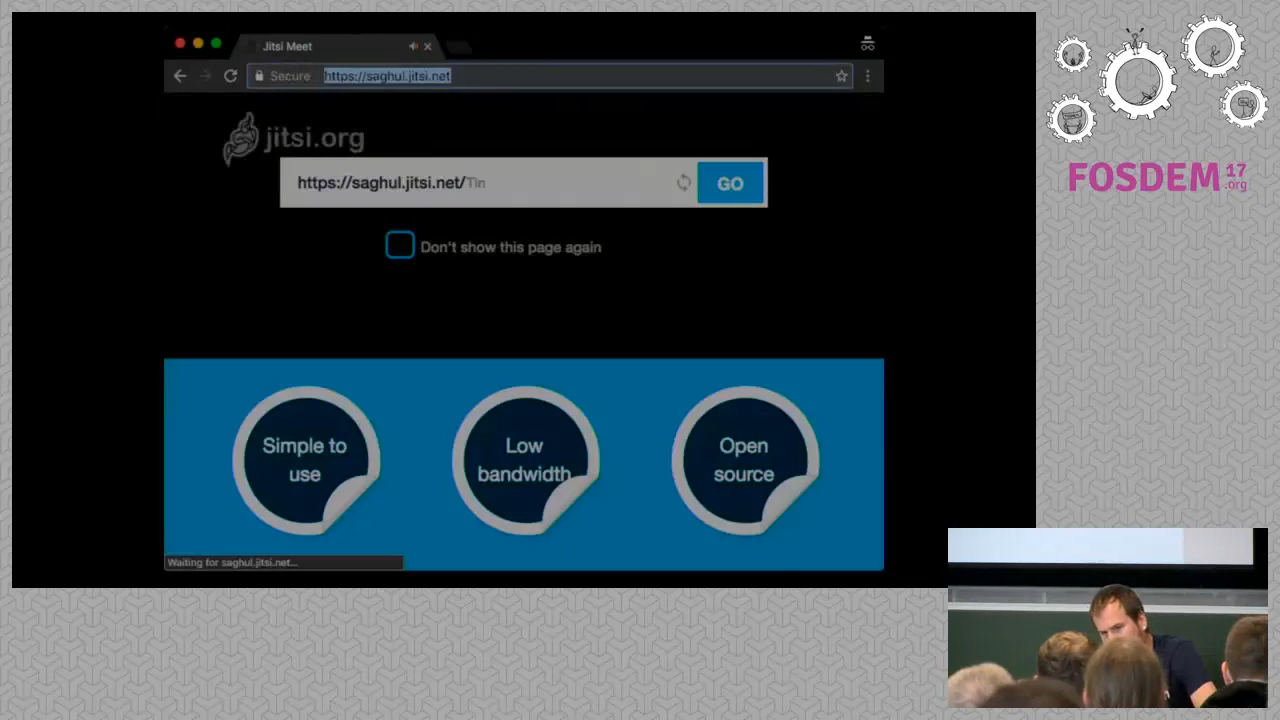 Jitsi Meet
Secure https://saghul.jitsi.net
jitsi.org
https://saghul.jitsi.net/Tin
GO
Don't show this page again
Simple to
use
Low
bandwidth
Open
source
Waiting for saghul.jitsi.net...
FOSDEM 17
.org